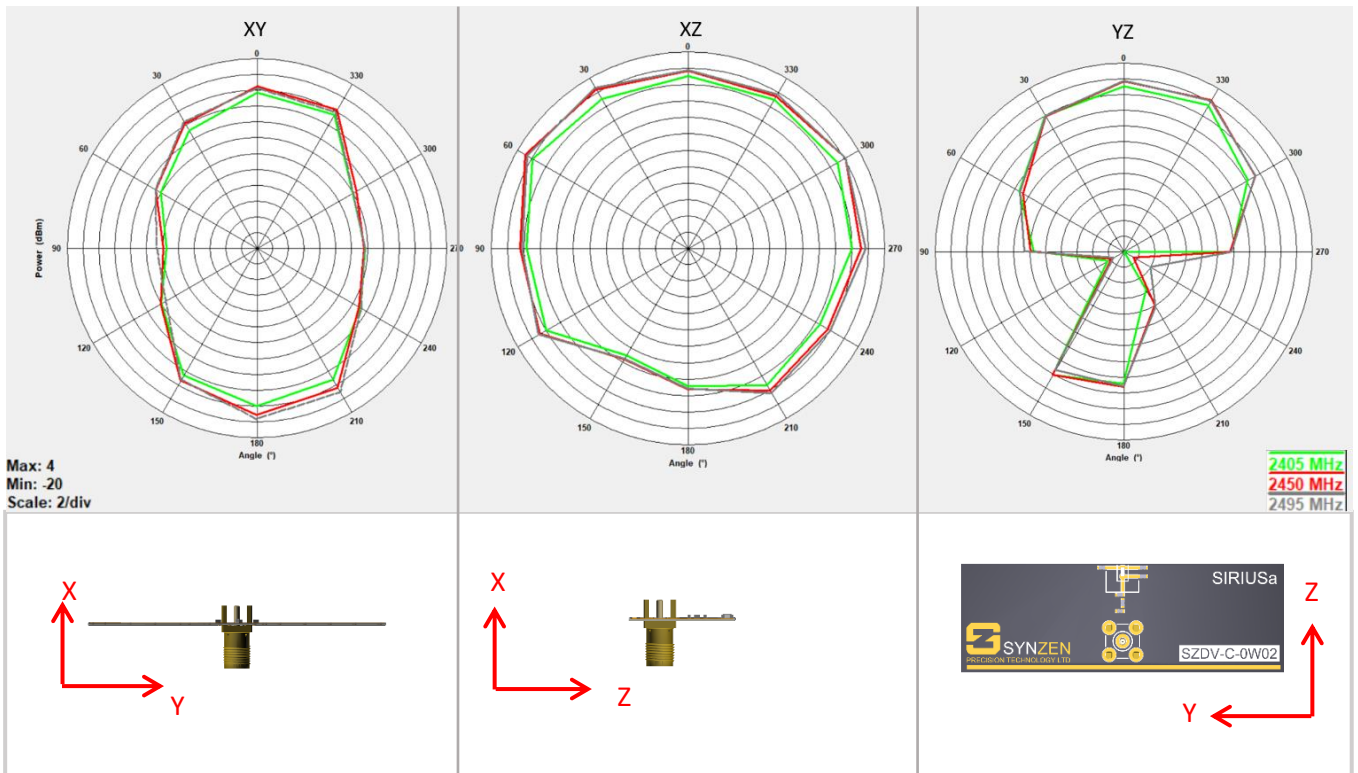 XY
0
30
330
60
300
90
270
120
240
150
210
180
Power (dBm)
Angle (°)
Max: 4
Min: -20
Scale: 2/div
XZ
0
30
330
60
300
90
270
120
240
150
210
180
Angle (°)
YZ
0
30
330
60
300
90
270
120
240
150
210
180
Angle (°)
2405 MHz
2450 MHz
2495 MHz
X
Y
X
Z
SIRIUSa
SYNZEN
PRECISION TECHNOLOGY LTD
SZDV-C-0W02
Z
Y